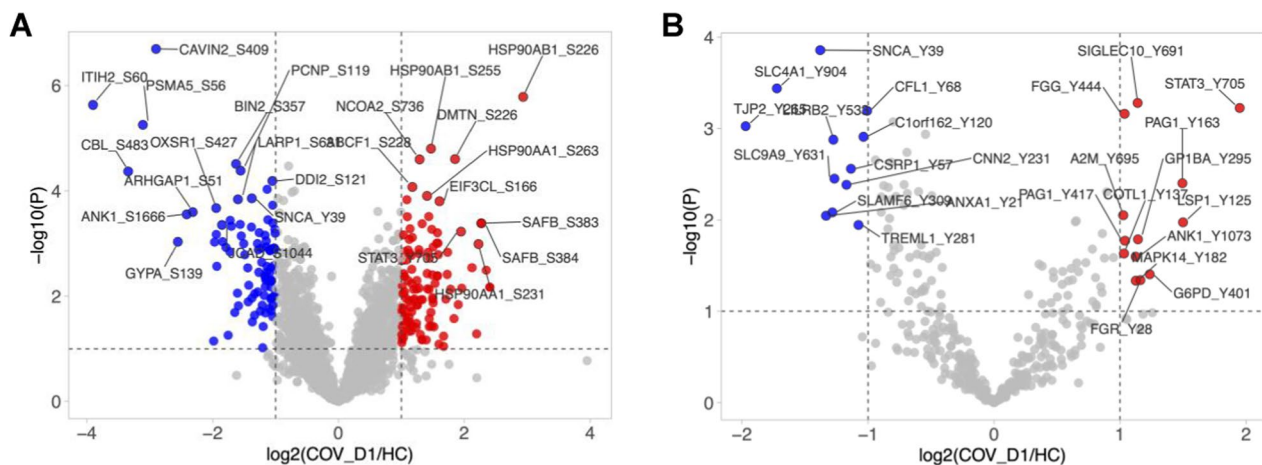 A
CAVIN2_S409
HSP90AB1_S226
ITIH2_S60
PSMA5_S56
PCNP_S119
HSP90AB1_S255
BIN2_S357
NCOA2_S736
DMTN_S226
CBL_S483
OXSR1_S427
ABCF1_S228
HSP90AA1_S263
ARHGAP1_S51
DDI2_S121
EIF3CL_S166
ANK1_S1666
SNCA_Y39
SAFB_S383
JCAD_S1044
STAT3_Y705
SAFB_S384
GYPA_S139
HSP90AA1_S231
−log10(P)
6
4
2
0
−4
−2
0
2
4
log2(COV_D1/HC)
B
SNCA_Y39
SIGLEC10_Y691
SLC4A1_Y904
CFL1_Y68
FGG_Y444
STAT3_Y705
TJP2_Y265
C1orf162_Y120
PAG1_Y163
SLC9A9_Y631
CSRP1_Y57
CNN2_Y231
A2M_Y695
GP1BA_Y295
SLAMF6_Y309
ANXA1_Y21
PAG1_Y417
COTL1_Y137
LSP1_Y125
TREML1_Y281
ANK1_Y1073
MAPK14_Y182
G6PD_Y401
FGR_Y28
−log10(P)
4
3
2
1
0
−2
−1
0
1
2
log2(COV_D1/HC)